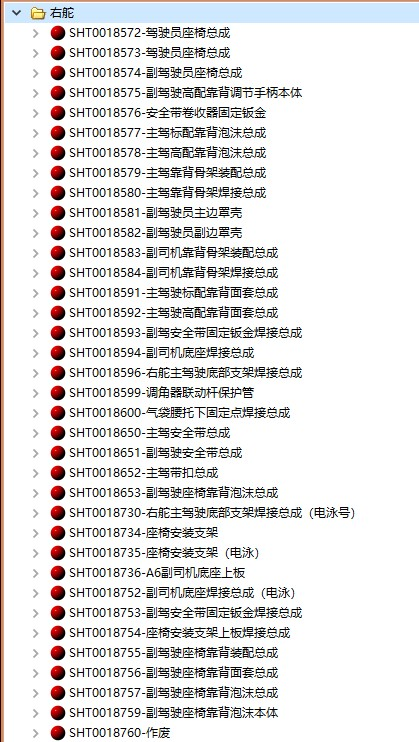 右舵
SHT0018572-驾驶员座椅总成
SHT0018573-驾驶员座椅总成
SHT0018574-副驾驶员座椅总成
SHT0018575-副驾驶高配靠背调节手柄本体
SHT0018576-安全带卷收器固定钣金
SHT0018577-主驾标配靠背泡沫总成
SHT0018578-主驾高配靠背泡沫总成
SHT0018579-主驾靠背骨架装配总成
SHT0018580-主驾靠背骨架焊接总成
SHT0018581-副驾驶员主边罩壳
SHT0018582-副驾驶员副边罩壳
SHT0018583-副司机靠背骨架装配总成
SHT0018584-副司机靠背骨架焊接总成
SHT0018591-主驾驶标配靠背面套总成
SHT0018592-主驾驶高配靠背面套总成
SHT0018593-副驾安全带固定钣金焊接总成
SHT0018594-副司机底座焊接总成
SHT0018596-右舵主驾驶底部支架焊接总成
SHT0018599-调角器联动杆保护管
SHT0018600-气袋腰托下固定点焊接总成
SHT0018650-主驾安全带总成
SHT0018651-副驾驶安全带总成
SHT0018652-主驾带扣总成
SHT0018653-副驾驶座椅靠背泡沫总成
SHT0018730-右舵主驾驶底部支架焊接总成（电泳号）
SHT0018734-座椅安装支架
SHT0018735-座椅安装支架（电泳）
SHT0018736-A6副司机底座上板
SHT0018752-副司机底座焊接总成（电泳）
SHT0018753-副驾安全带固定钣金焊接总成
SHT0018754-座椅安装支架上板焊接总成
SHT0018755-副驾驶座椅靠背装配总成
SHT0018756-副驾驶座椅靠背面套总成
SHT0018757-副驾驶座椅靠背泡沫总成
SHT0018759-副驾驶座椅靠背泡沫本体
SHT0018760-作废